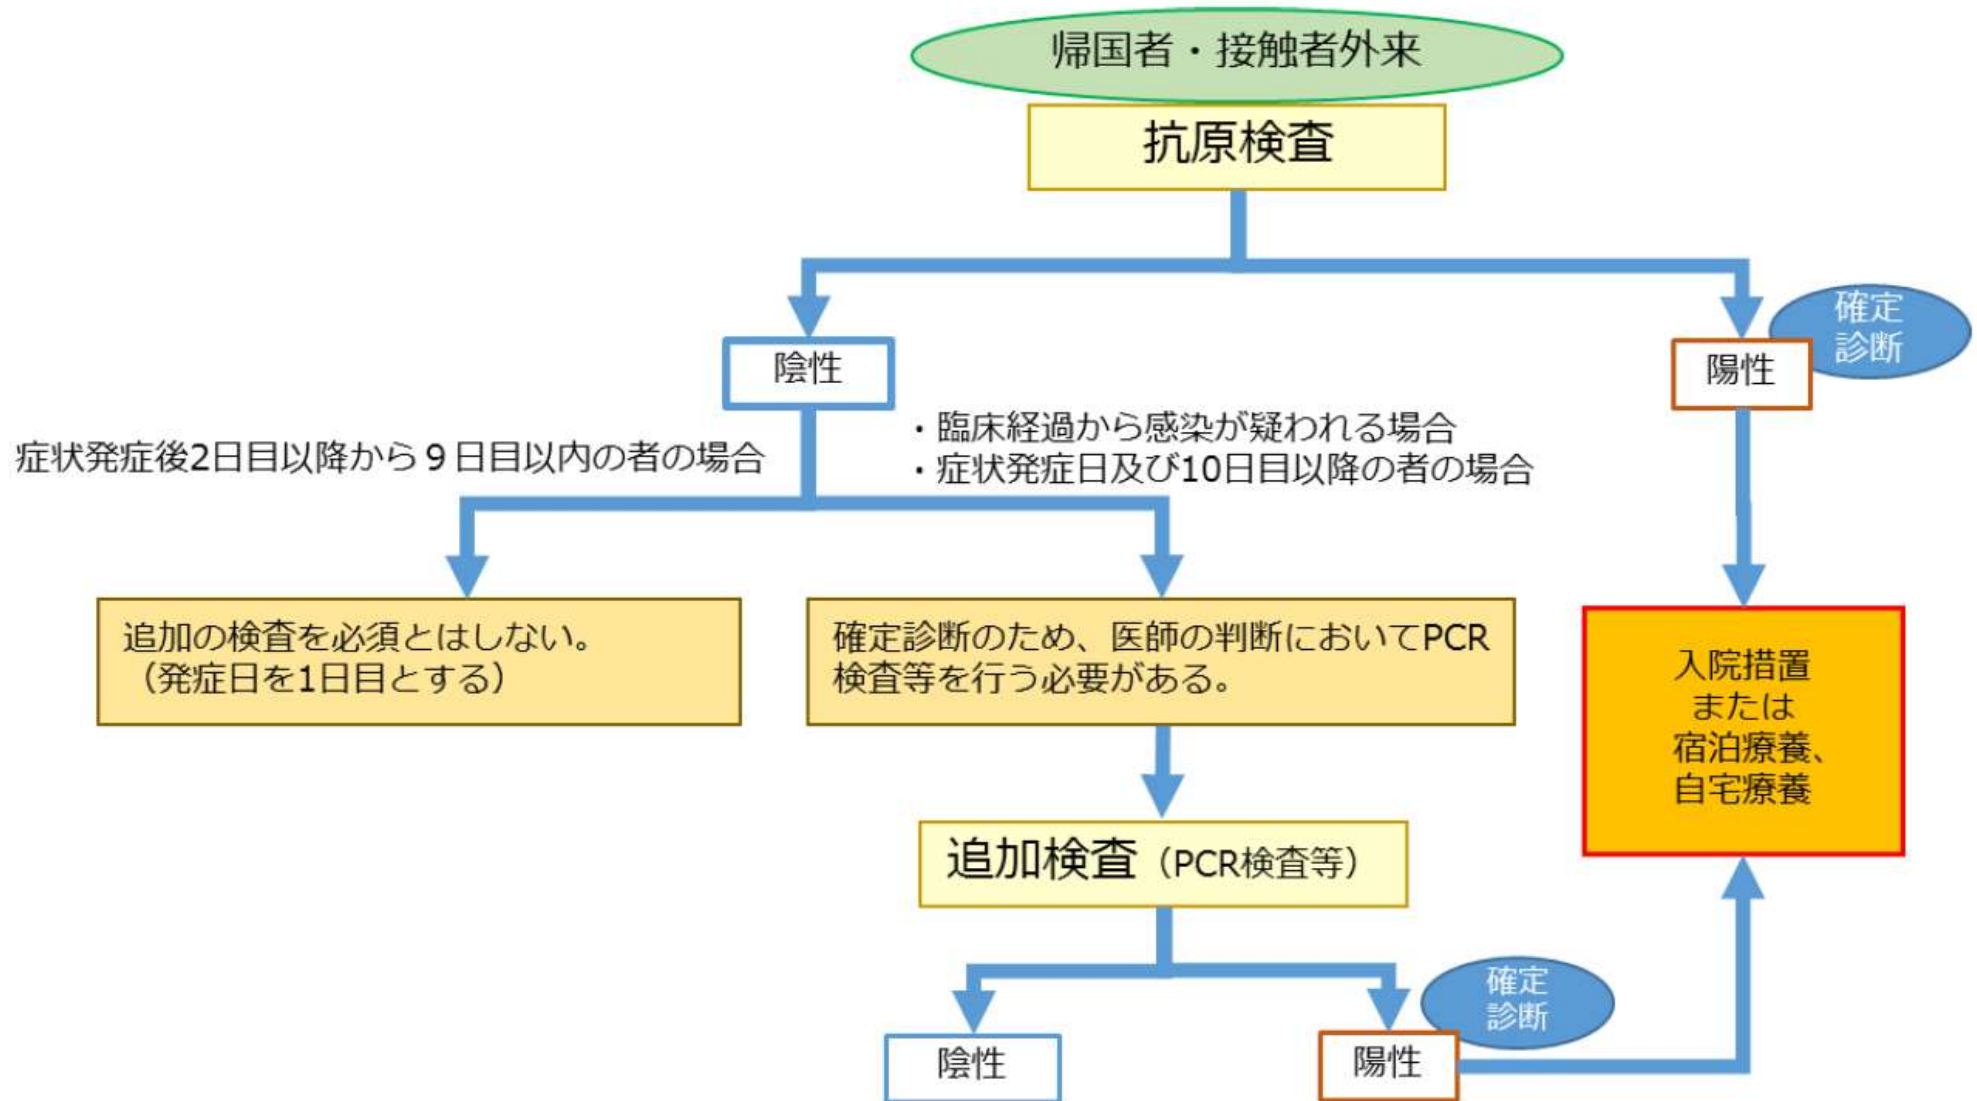 帰国者・接触者外来
抗原検査
確定
診断
陰性
陽性
症状発症後2日目以降から９日目以内の者の場合
・臨床経過から感染が疑われる場合
・症状発症日及び10日目以降の者の場合
追加の検査を必須とはしない。
（発症日を1日目とする）
確定診断のため、医師の判断においてPCR
検査等を行う必要がある。
入院措置
または
宿泊療養、
自宅療養
追加検査（PCR検査等）
確定
診断
陰性
陽性